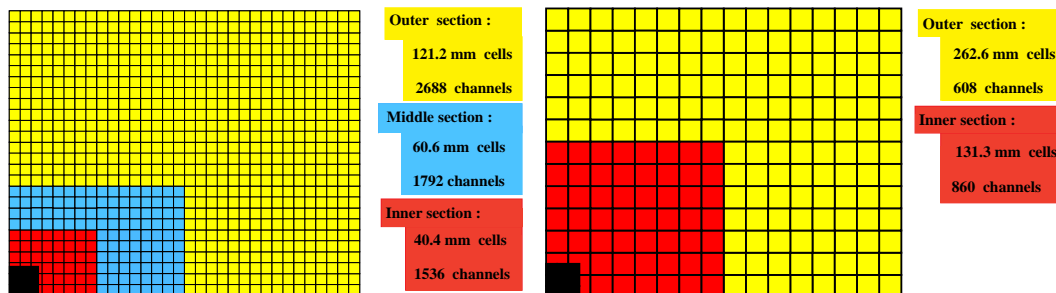 Outer section :
121.2 mm cells
2688 channels
Middle section :
60.6 mm cells
1792 channels
Inner section :
40.4 mm cells
1536 channels
Outer section :
262.6 mm cells
608 channels
Inner section :
131.3 mm cells
860 channels